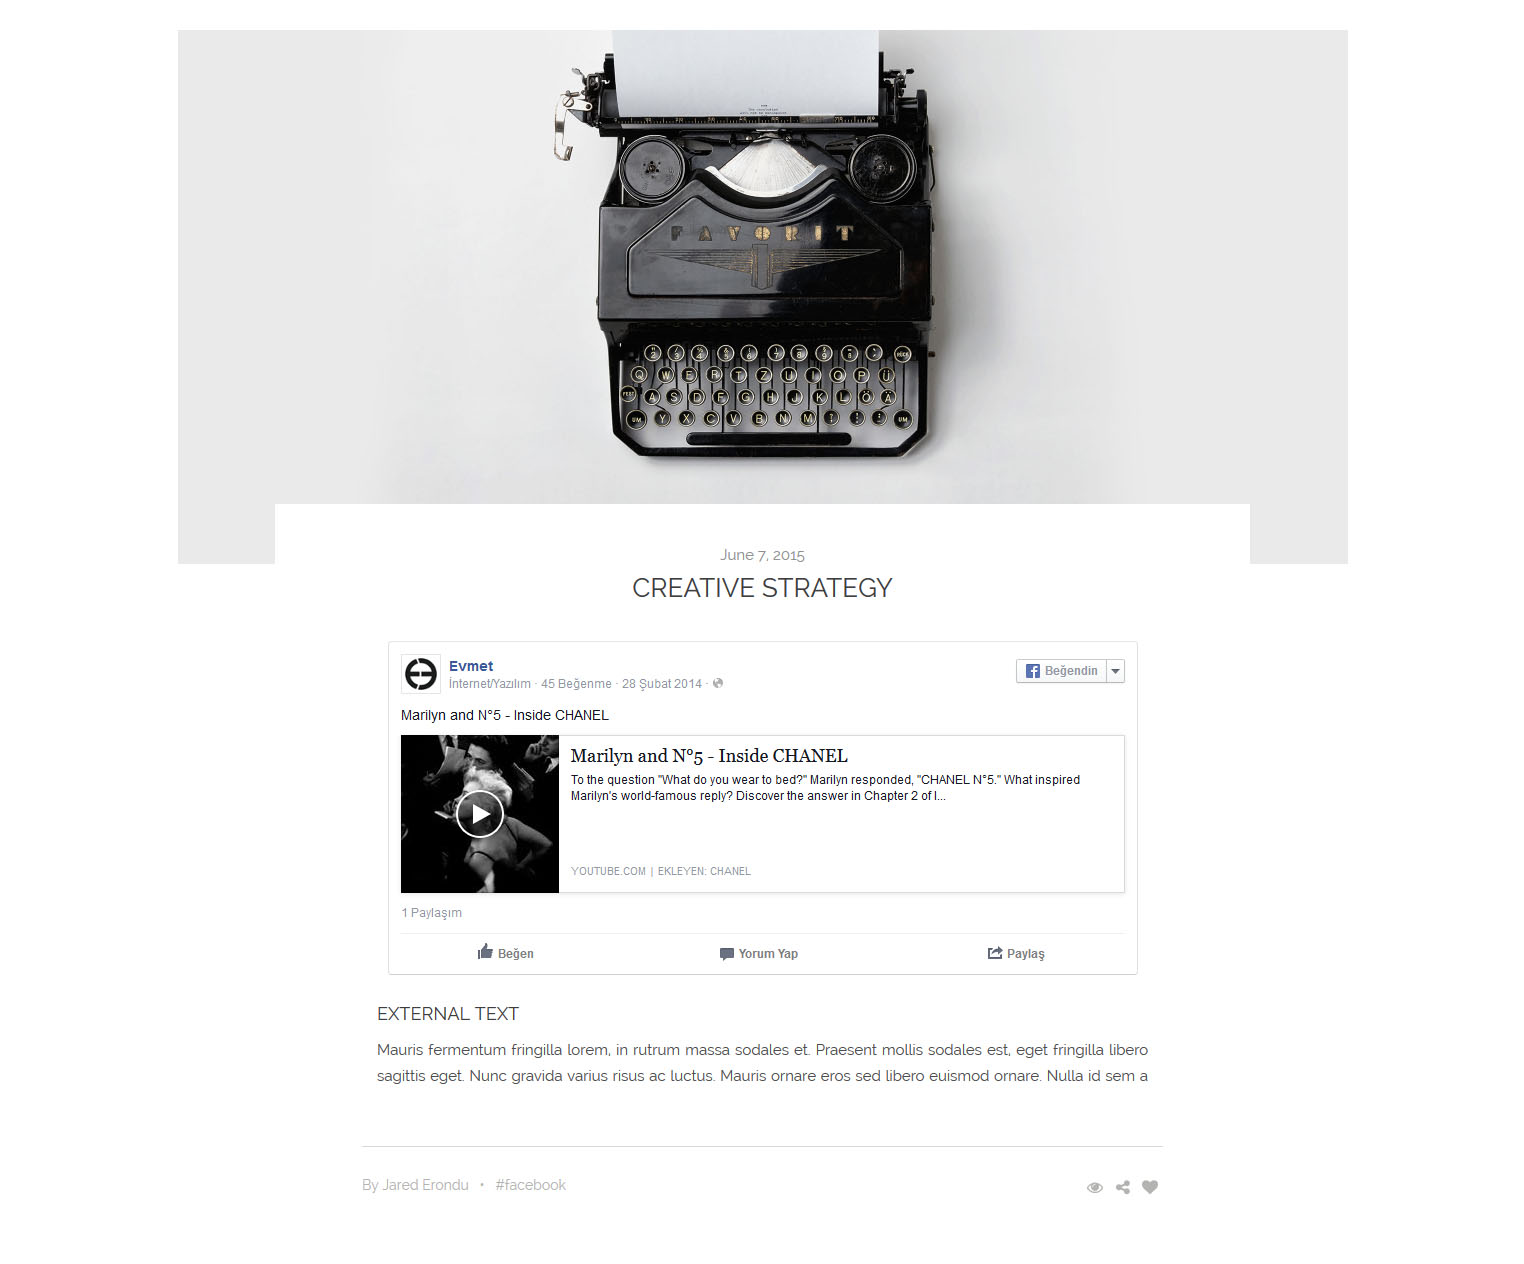 FAVORIT
Q W E R T Z U I O P Ü
A S D F G H J K L Ö Ä
UM Y X C V B N M UM
June 7, 2015
CREATIVE STRATEGY
Evmet
Beğendin
İnternet/Yazılım · 45 Beğenme · 28 Şubat 2014 ·
Marilyn and N°5 - Inside CHANEL
Marilyn and N°5 - Inside CHANEL
To the question "What do you wear to bed?" Marilyn responded, "CHANEL N°5." What inspired
Marilyn's world-famous reply? Discover the answer in Chapter 2 of I...
YOUTUBE.COM | EKLEYEN: CHANEL
1 Paylaşım
Beğen Yorum Yap Paylaş
EXTERNAL TEXT
Mauris fermentum fringilla lorem, in rutrum massa sodales et. Praesent mollis sodales est, eget fringilla libero
sagittis eget. Nunc gravida varius risus ac luctus. Mauris ornare eros sed libero euismod ornare. Nulla id sem a
By Jared Erondu • #facebook